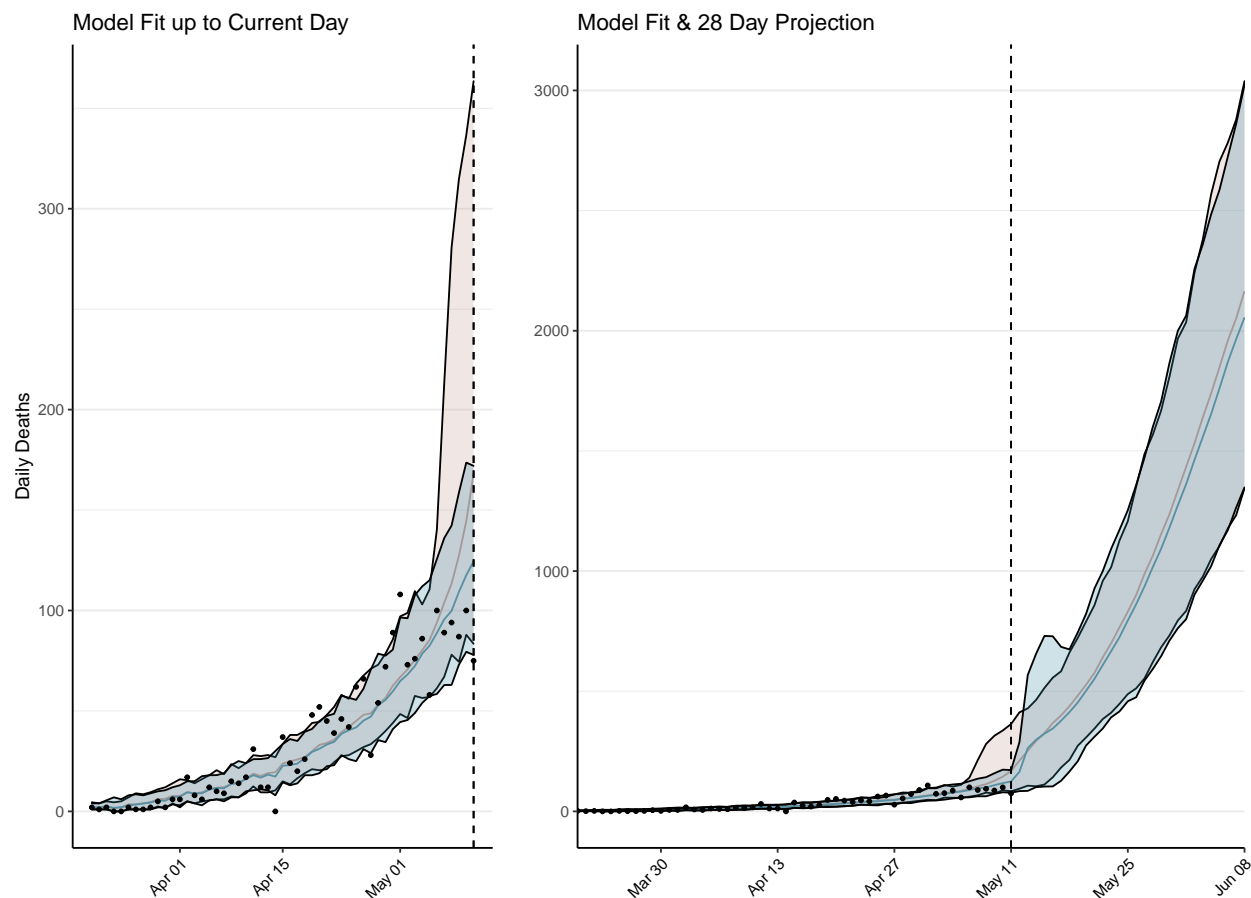 Model Fit up to Current Day
Daily Deaths
300
200
100
0
Apr 01
Apr 15
May 01
Model Fit & 28 Day Projection
3000
2000
1000
0
Mar 30
Apr 13
Apr 27
May 11
May 25
Jun 08